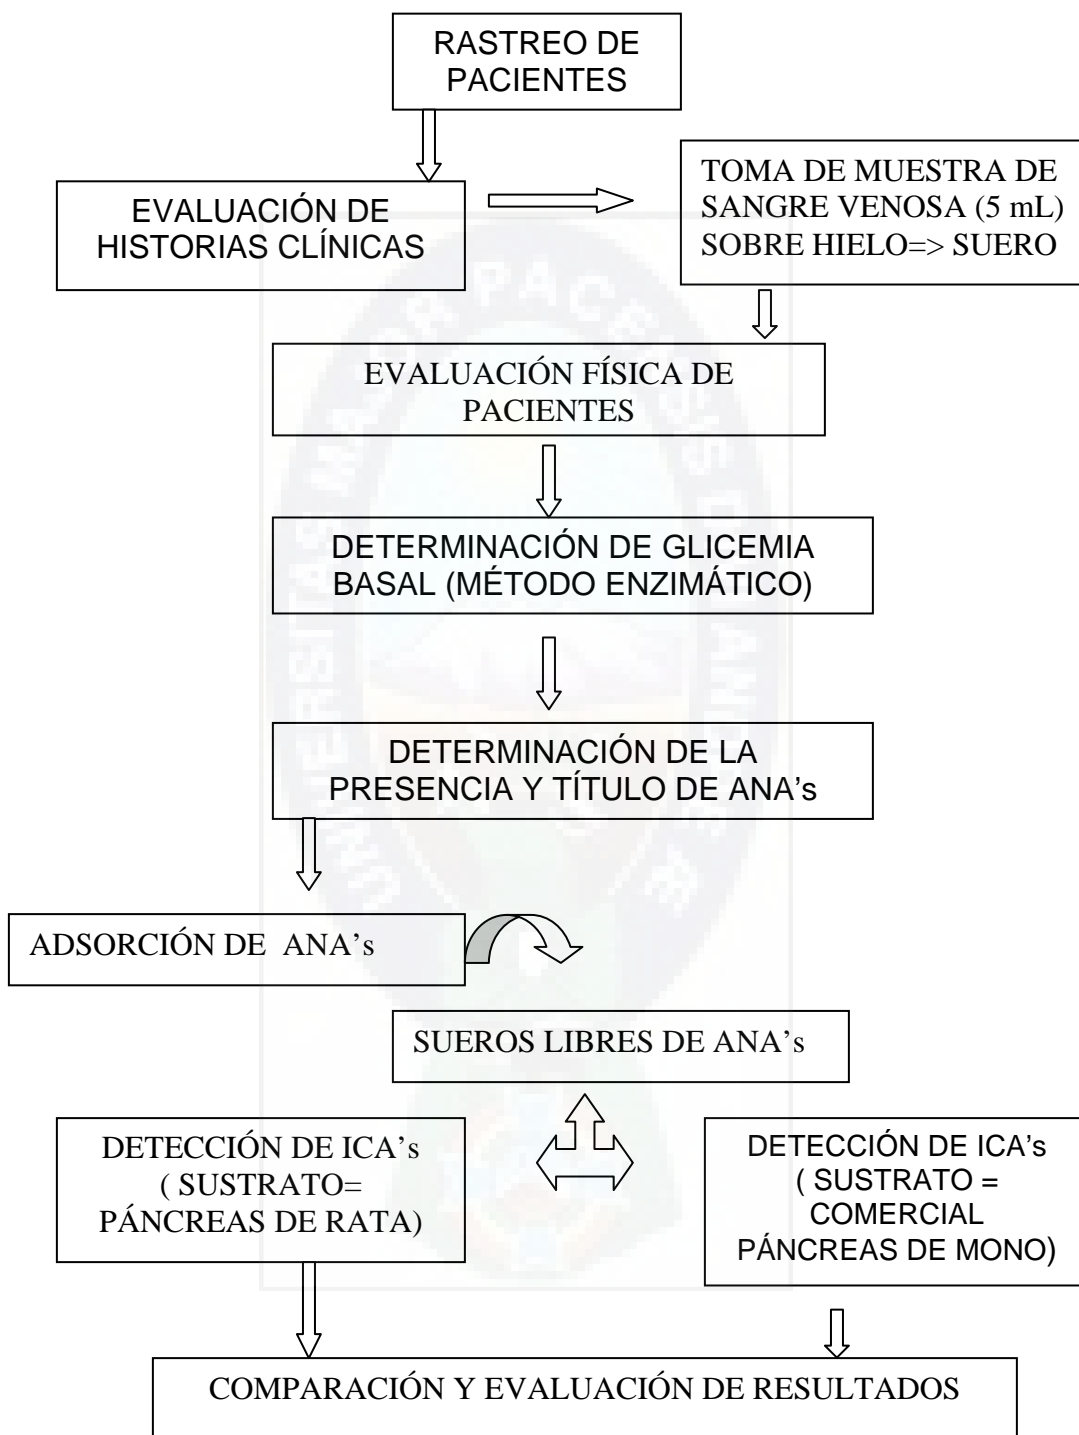 RASTREO DE
PACIENTES
EVALUACIÓN DE
HISTORIAS CLÍNICAS
TOMA DE MUESTRA DE
SANGRE VENOSA (5 mL)
SOBRE HIELO=> SUERO
EVALUACIÓN FÍSICA DE
PACIENTES
DETERMINACIÓN DE GLICEMIA
BASAL (MÉTODO ENZIMÁTICO)
DETERMINACIÓN DE LA
PRESENCIA Y TÍTULO DE ANA’s
ADSORCIÓN DE ANA’s
SUEROS LIBRES DE ANA’s
DETECCIÓN DE ICA’s
( SUSTRATO=
PÁNCREAS DE RATA)
DETECCIÓN DE ICA’s
( SUSTRATO =
COMERCIAL
PÁNCREAS DE MONO)
COMPARACIÓN Y EVALUACIÓN DE RESULTADOS